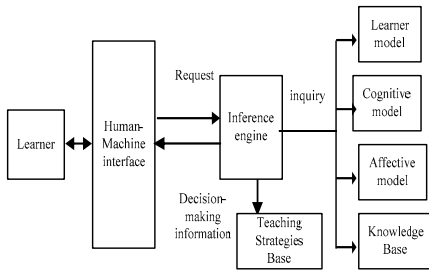 Learner
Human-
Machine
interface
Request
Inference
engine
inquiry
Decision-
making
information
Teaching
Strategies
Base
Learner
model
Cognitive
model
Affective
model
Knowledge
Base